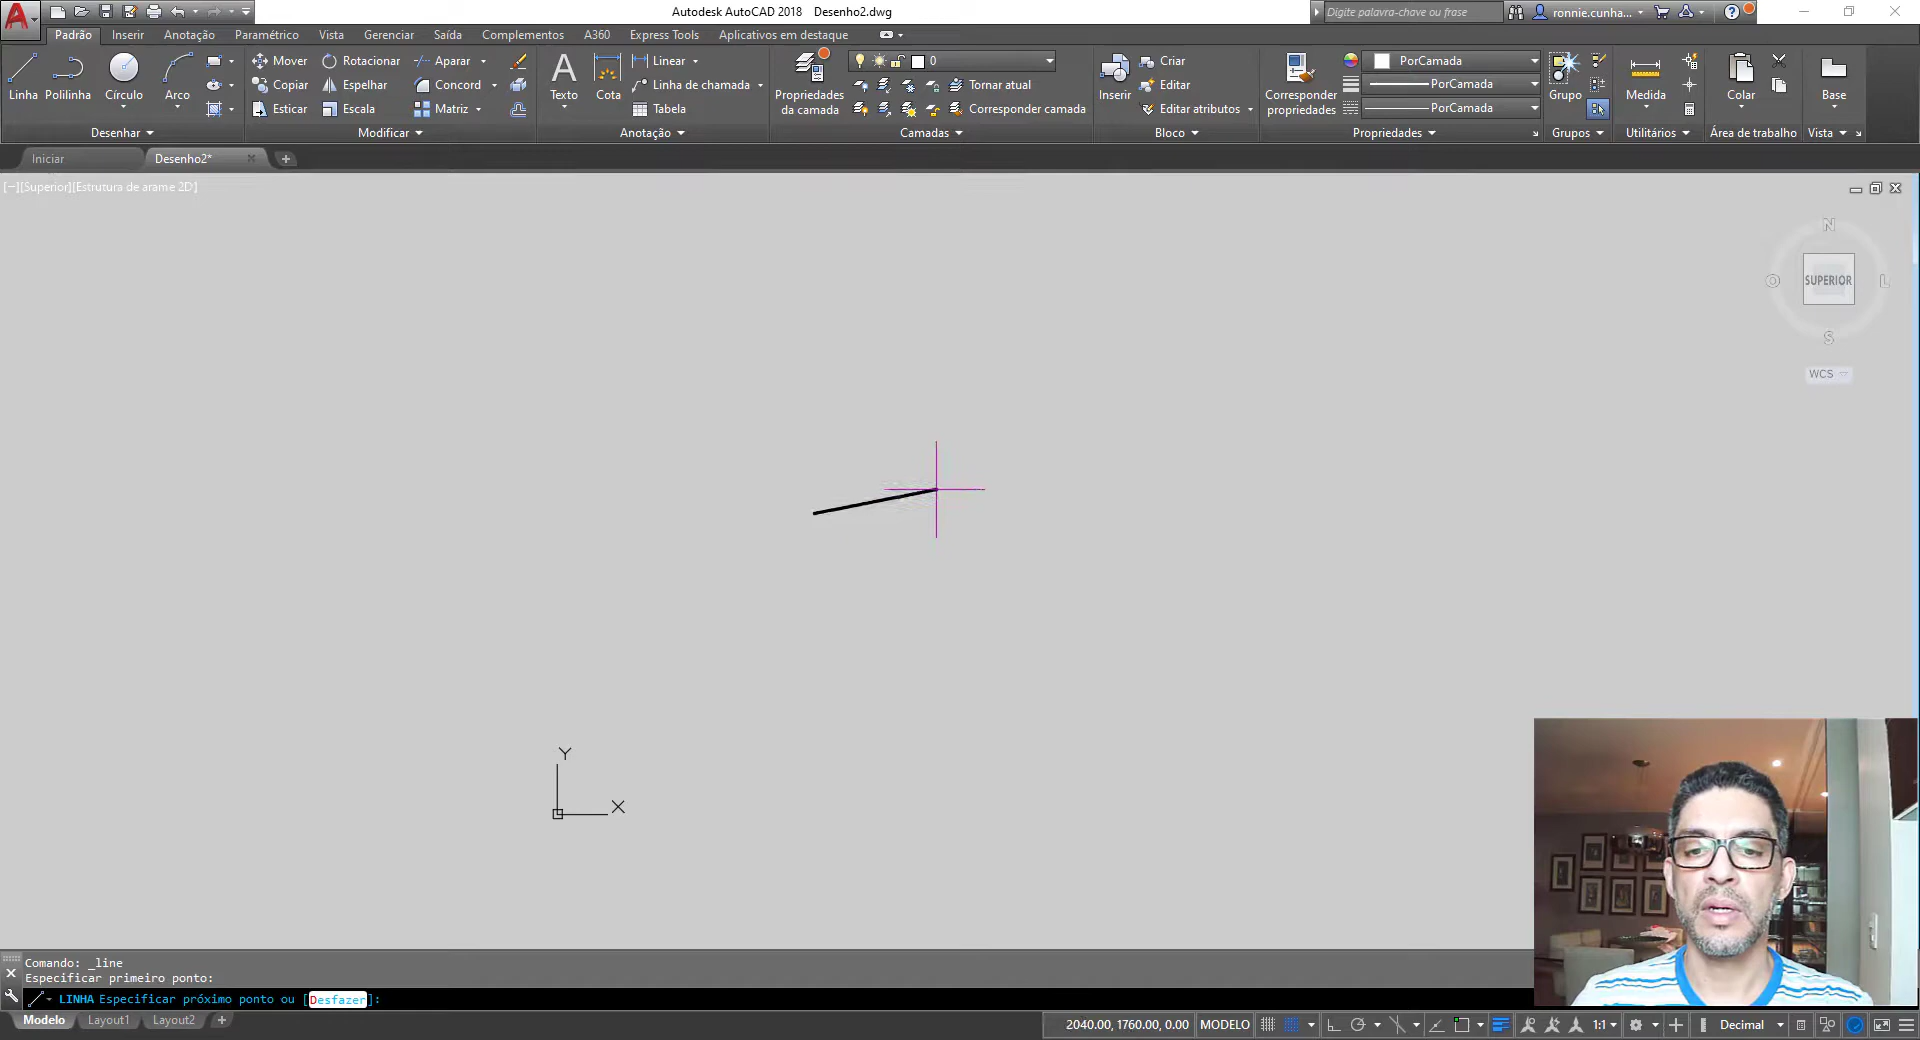 Autodesk AutoCAD 2018 Desenho2.dwg
Digite palavra-chave ou frase
ronnie.cunha...
Padrão Inserir Anotação Paramétrico Vista Gerenciar Saída Complementos A360 Express Tools Aplicativos em destaque
Linha Polilinha Círculo Arco
Mover Rotacionar Aparar
Copiar Espelhar Concord
Esticar Escala Matriz
Texto Cota
Linear
Linha de chamada
Tabela
Propriedades da camada
0
Tornar atual
Corresponder camada
Inserir
Criar
Editar
Editar atributos
Corresponder propriedades
PorCamada
PorCamada
PorCamada
Grupo
Medida
Colar
Base
Desenhar Modificar Anotação Camadas Bloco Propriedades Grupos Utilitários Área de trabalho Vista
Iniciar Desenho2*
[−][Superior][Estrutura de arame 2D]
N
O SUPERIOR L
S
WCS
Y
X
Comando: _line
Especificar primeiro ponto:
LINHA Especificar próximo ponto ou [Desfazer]:
Modelo Layout1 Layout2 +
2040.00, 1760.00, 0.00 MODELO 1:1 Decimal